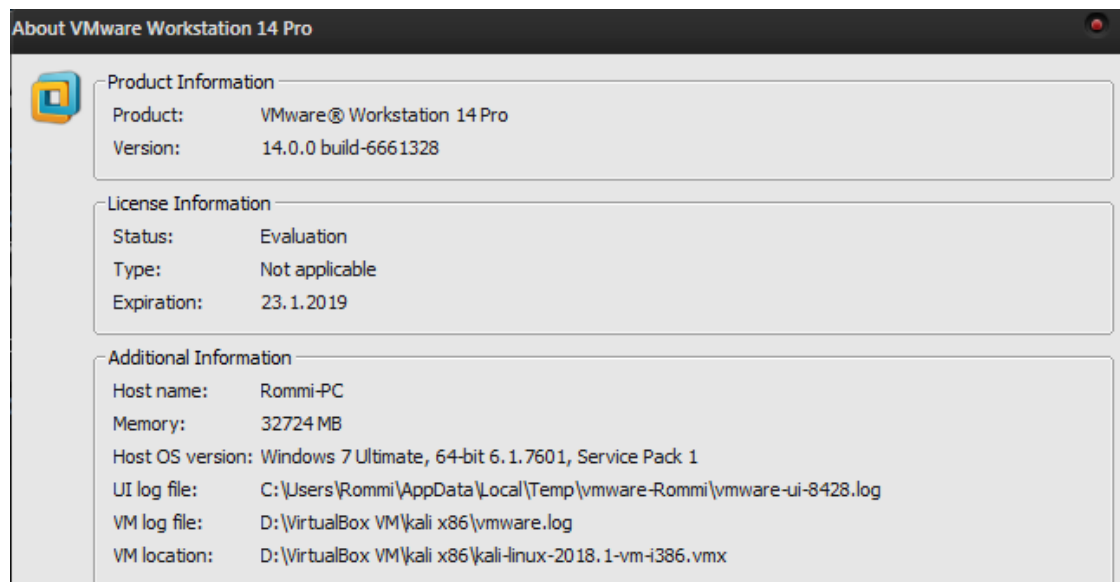 About VMware Workstation 14 Pro
Product Information
Product: VMware® Workstation 14 Pro
Version: 14.0.0 build-6661328
License Information
Status: Evaluation
Type: Not applicable
Expiration: 23.1.2019
Additional Information
Host name: Rommi-PC
Memory: 32724 MB
Host OS version: Windows 7 Ultimate, 64-bit 6.1.7601, Service Pack 1
UI log file: C:\Users\Rommi\AppData\Local\Temp\vmware-Rommi\vmware-ui-8428.log
VM log file: D:\VirtualBox VM\kali x86\vmware.log
VM location: D:\VirtualBox VM\kali x86\kali-linux-2018.1-vm-i386.vmx